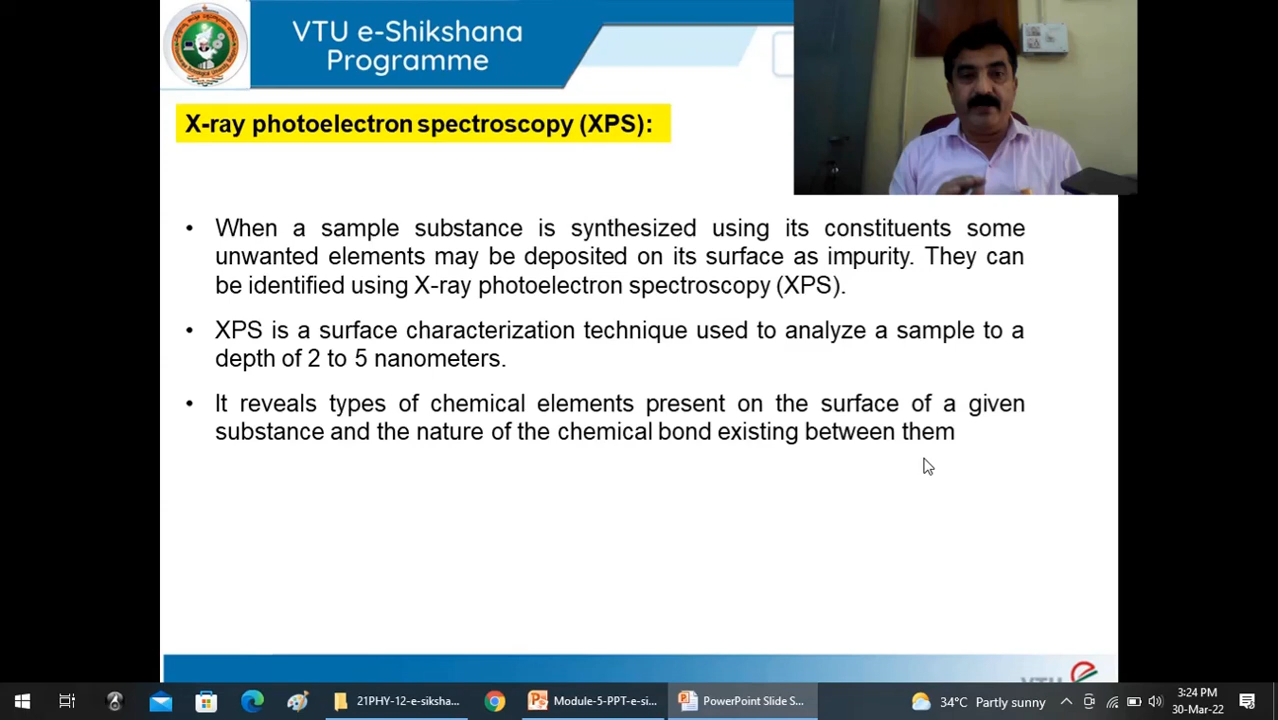 VTU e-Shikshana
Programme
X-ray photoelectron spectroscopy (XPS):
• When a sample substance is synthesized using its constituents some
unwanted elements may be deposited on its surface as impurity. They can
be identified using X-ray photoelectron spectroscopy (XPS).
• XPS is a surface characterization technique used to analyze a sample to a
depth of 2 to 5 nanometers.
• It reveals types of chemical elements present on the surface of a given
substance and the nature of the chemical bond existing between them
21PHY-12-e-siksha...
Module-5-PPT-e-si...
PowerPoint Slide S...
34°C Partly sunny
3:24 PM
30-Mar-22